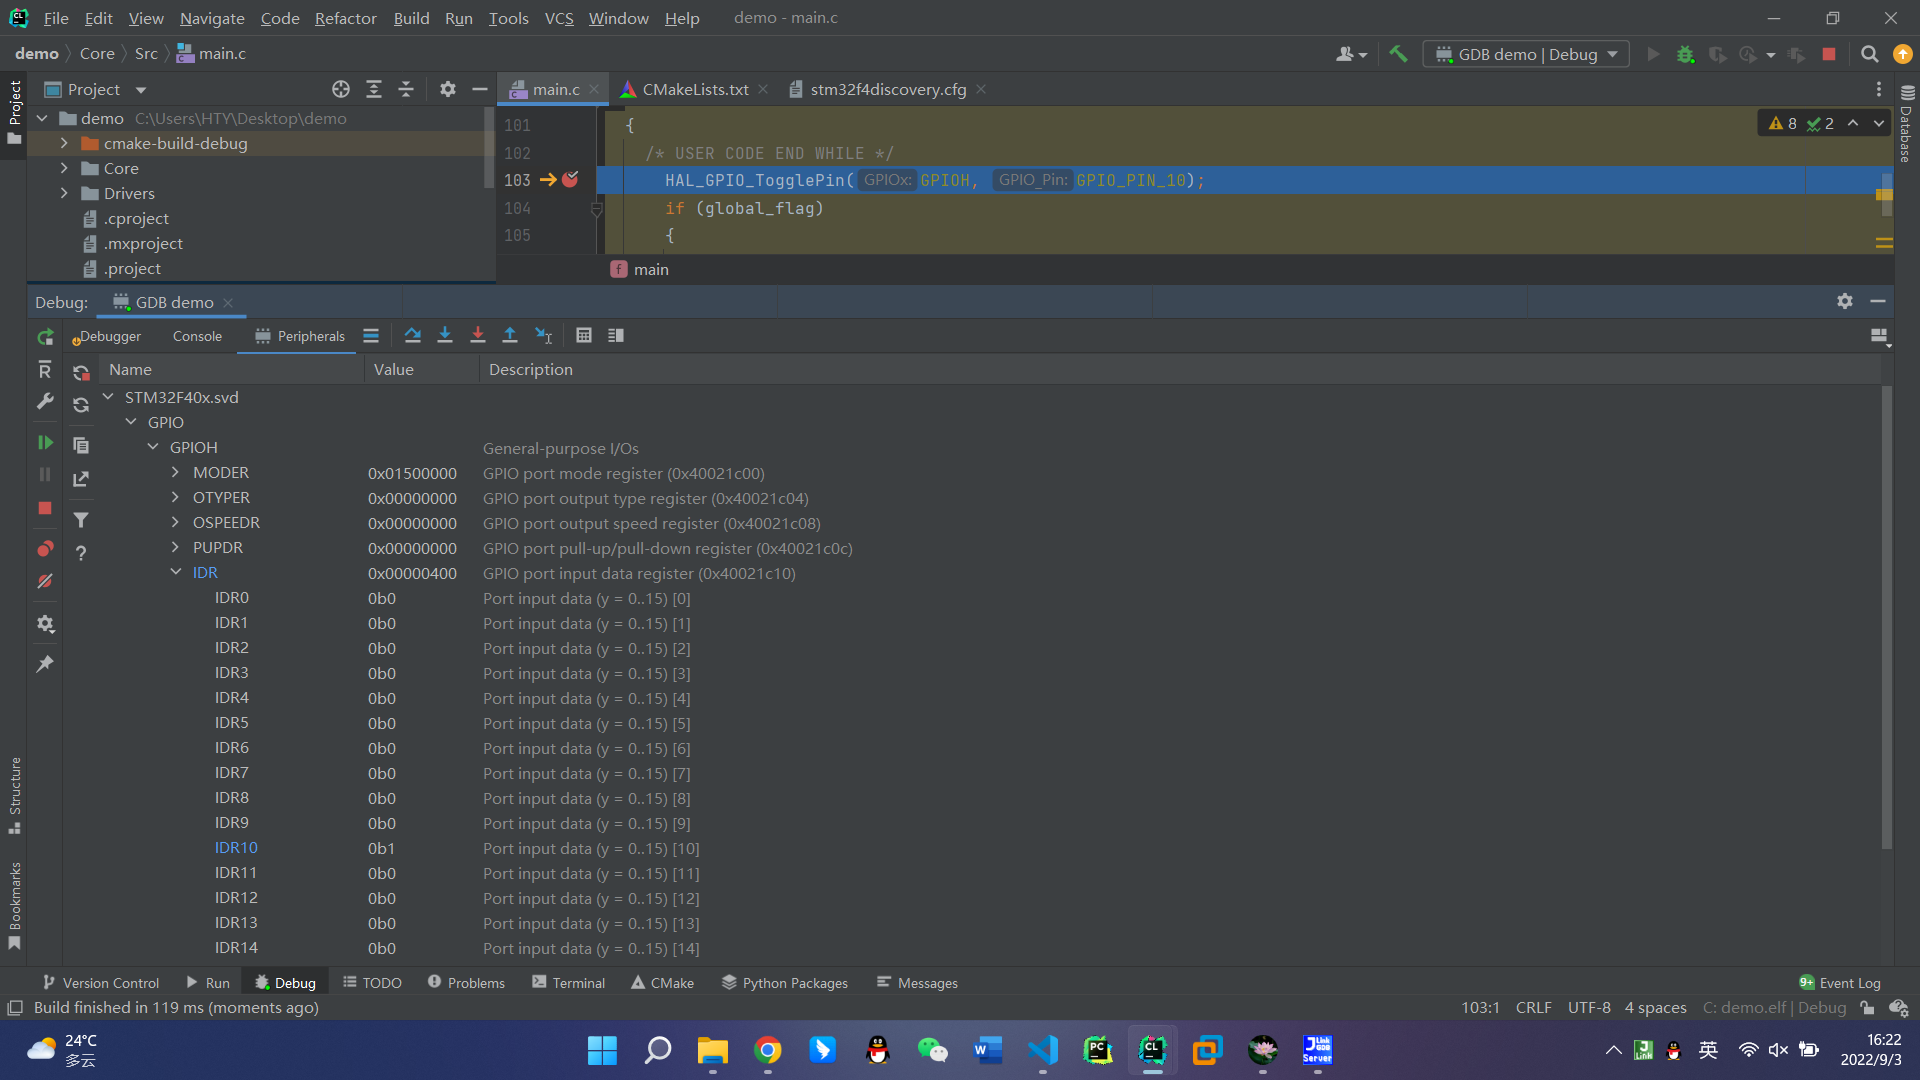 File Edit View Navigate Code Refactor Build Run Tools VCS Window Help demo - main.c
demo Core Src main.c
GDB demo | Debug
Project
main.c CMakeLists.txt stm32f4discovery.cfg
demo C:\Users\HTY\Desktop\demo
cmake-build-debug
Core
Drivers
.cproject
.mxproject
.project
101 {
102 /* USER CODE END WHILE */
103 HAL_GPIO_TogglePin( GPIOx: GPIOH, GPIO_Pin: GPIO_PIN_10);
104 if (global_flag)
105 {
8 2
main
Project
Database
Structure
Bookmarks
Debug: GDB demo
Debugger Console Peripherals
Name Value Description
STM32F40x.svd
GPIO
GPIOH General-purpose I/Os
MODER 0x01500000 GPIO port mode register (0x40021c00)
OTYPER 0x00000000 GPIO port output type register (0x40021c04)
OSPEEDR 0x00000000 GPIO port output speed register (0x40021c08)
PUPDR 0x00000000 GPIO port pull-up/pull-down register (0x40021c0c)
IDR 0x00000400 GPIO port input data register (0x40021c10)
IDR0 0b0 Port input data (y = 0..15) [0]
IDR1 0b0 Port input data (y = 0..15) [1]
IDR2 0b0 Port input data (y = 0..15) [2]
IDR3 0b0 Port input data (y = 0..15) [3]
IDR4 0b0 Port input data (y = 0..15) [4]
IDR5 0b0 Port input data (y = 0..15) [5]
IDR6 0b0 Port input data (y = 0..15) [6]
IDR7 0b0 Port input data (y = 0..15) [7]
IDR8 0b0 Port input data (y = 0..15) [8]
IDR9 0b0 Port input data (y = 0..15) [9]
IDR10 0b1 Port input data (y = 0..15) [10]
IDR11 0b0 Port input data (y = 0..15) [11]
IDR12 0b0 Port input data (y = 0..15) [12]
IDR13 0b0 Port input data (y = 0..15) [13]
IDR14 0b0 Port input data (y = 0..15) [14]
Version Control Run Debug TODO Problems Terminal CMake Python Packages Messages 9+ Event Log
Build finished in 119 ms (moments ago) 103:1 CRLF UTF-8 4 spaces C: demo.elf | Debug
24°C
多云
英
16:22
2022/9/3